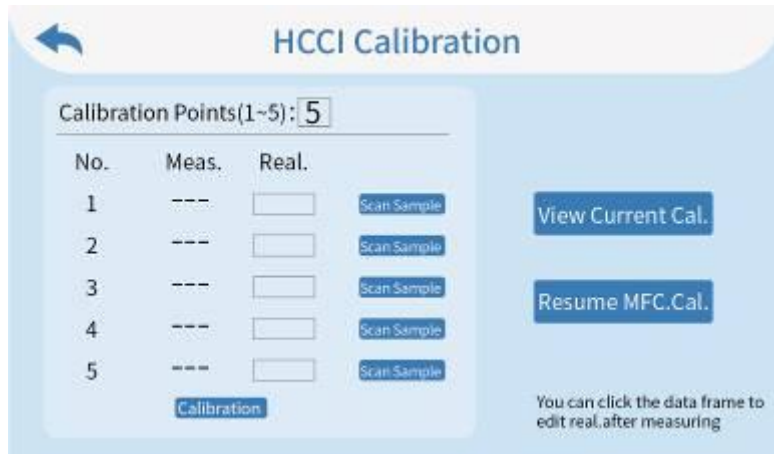 HCCI Calibration
Calibration Points(1~5): 5
No. Meas. Real.
1 --- Scan Sample
2 --- Scan Sample
3 --- Scan Sample
4 --- Scan Sample
5 --- Scan Sample
Calibration
View Current Cal.
Resume MFC.Cal.
You can click the data frame to
edit real.after measuring